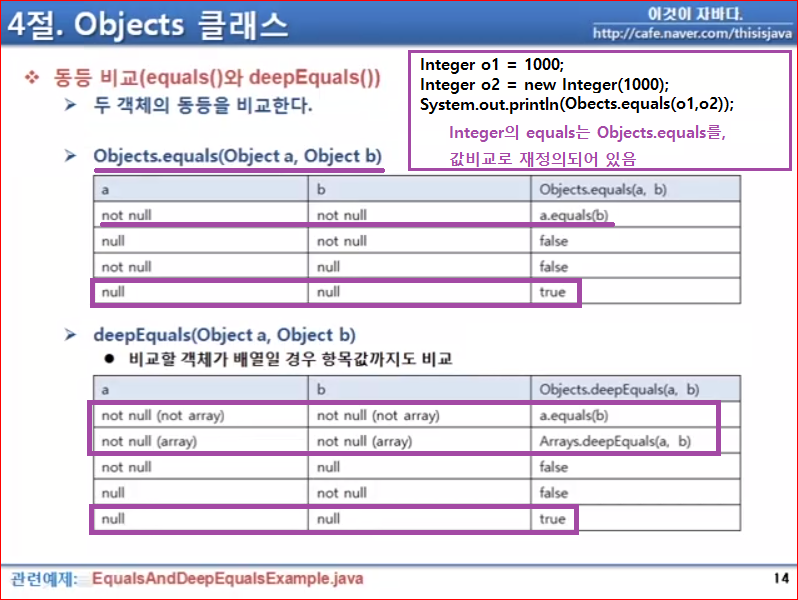 4절. Objects 클래스
이것이 자바다.
http://cafe.naver.com/thisisjava
❖ 동등 비교(equals()와 deepEquals())
➤ 두 객체의 동등을 비교한다.
Integer o1 = 1000;
Integer o2 = new Integer(1000);
System.out.println(Obects.equals(o1,o2));
Integer의 equals는 Objects.equals를,
값비교로 재정의되어 있음
➤ Objects.equals(Object a, Object b)
a b Objects.equals(a, b)
not null not null a.equals(b)
null not null false
not null null false
null null true
➤ deepEquals(Object a, Object b)
● 비교할 객체가 배열일 경우 항목값까지도 비교
a b Objects.deepEquals(a, b)
not null (not array) not null (not array) a.equals(b)
not null (array) not null (array) Arrays.deepEquals(a, b)
not null null false
null not null false
null null true
관련예제: EqualsAndDeepEqualsExample.java
14